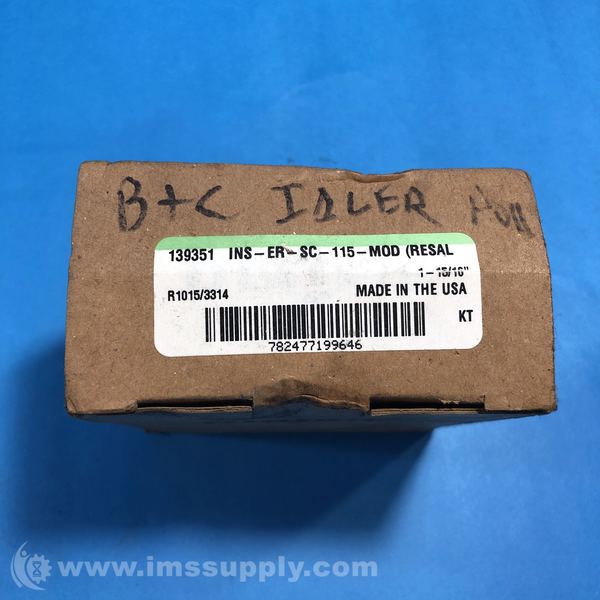 B+C IDLER
139351 INS-ER-SC-115-MOD (RESAL
1-15/16"
R1015/3314 MADE IN THE USA
KT
782477199646
© www.imssupply.com